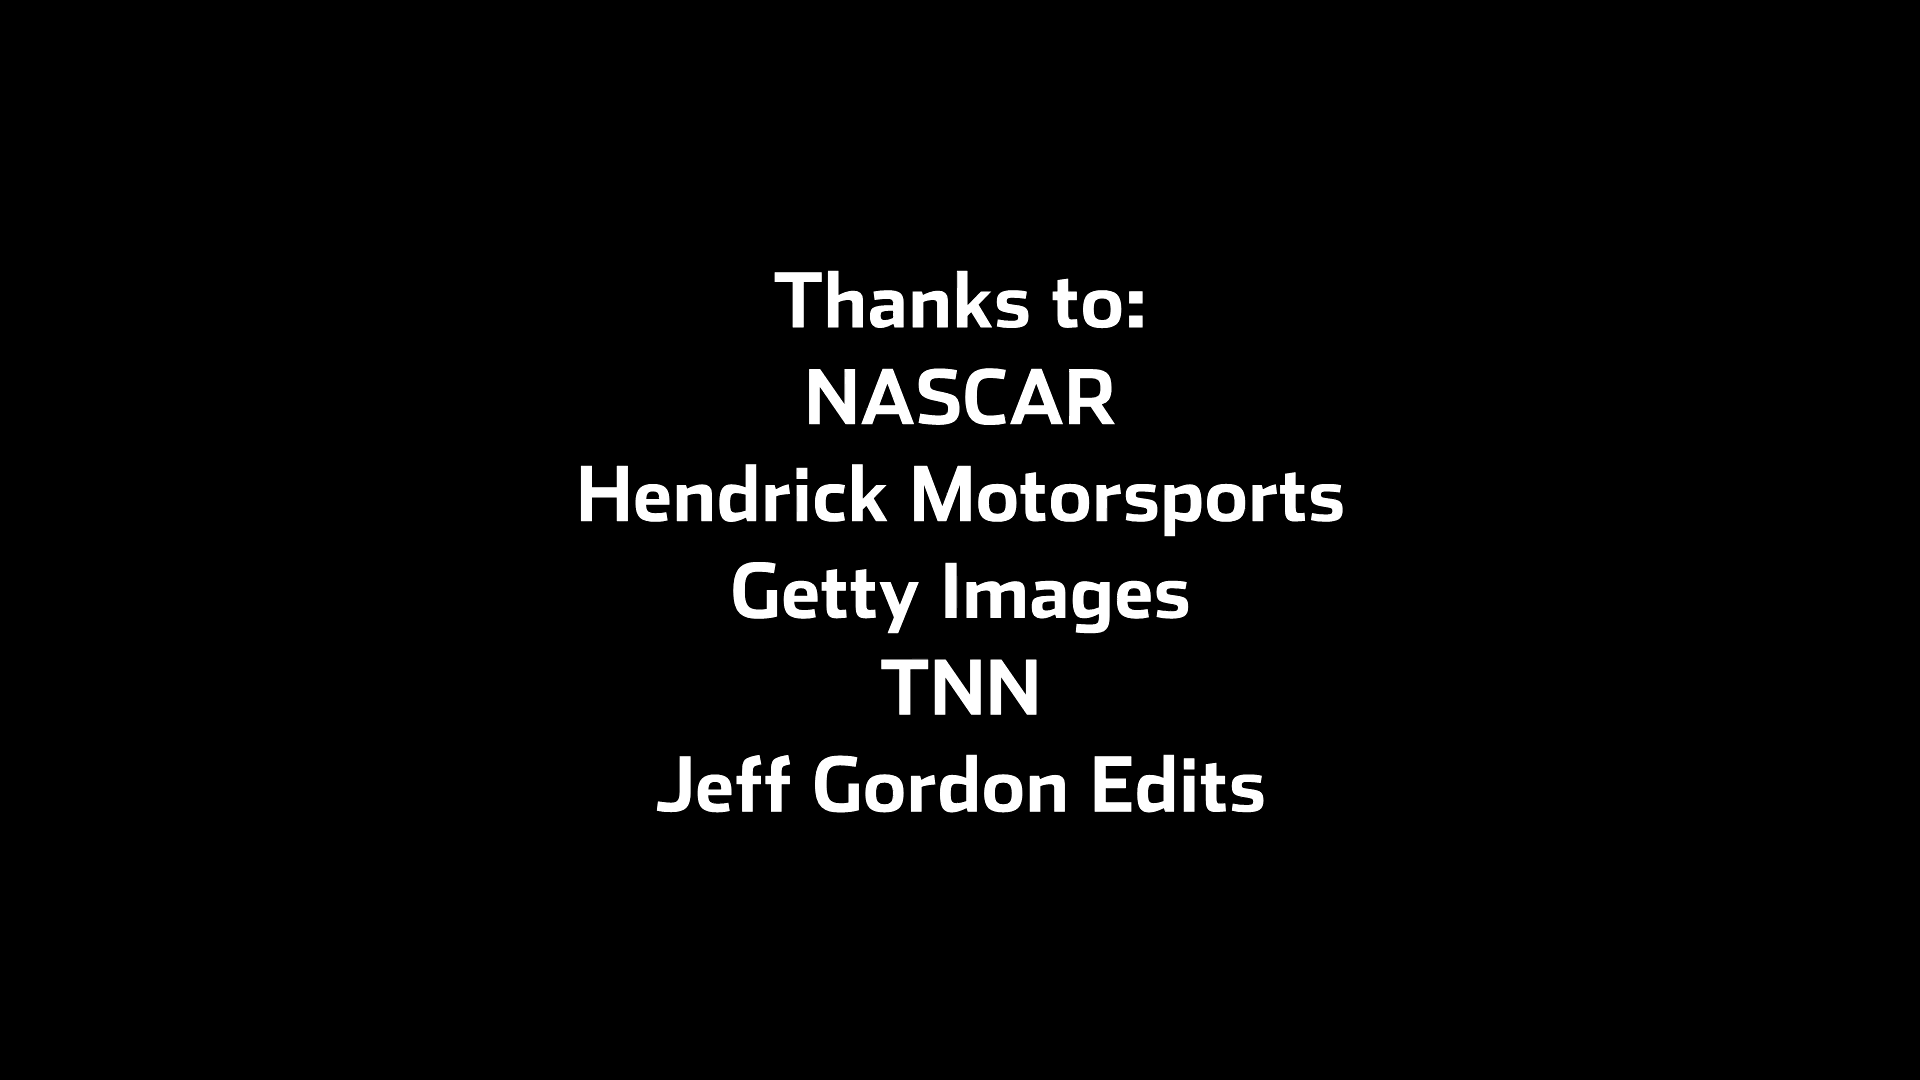 Thanks to:
NASCAR
Hendrick Motorsports
Getty Images
TNN
Jeff Gordon Edits